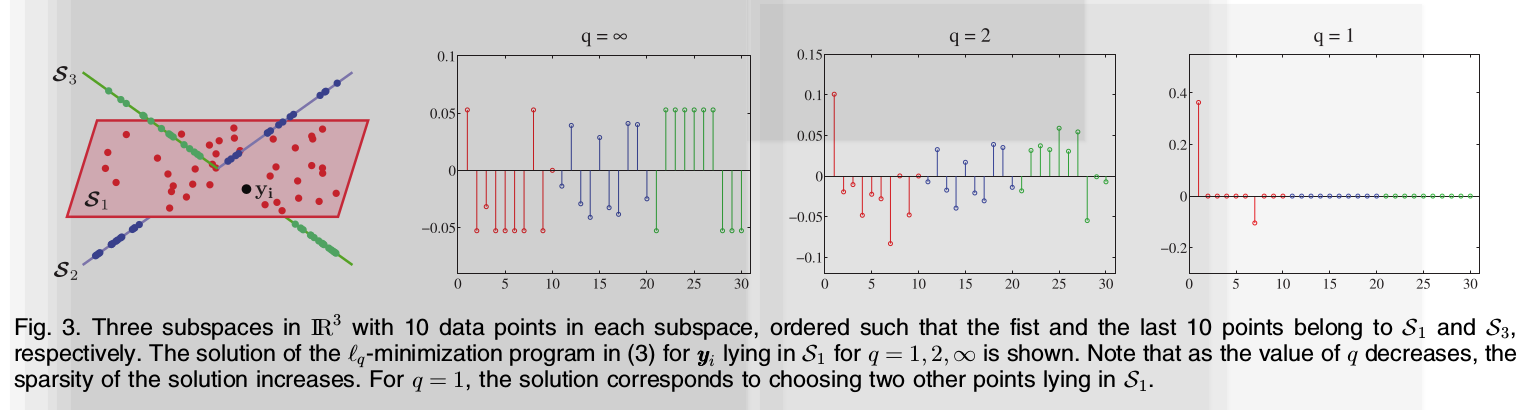 q = ∞
q = 2
q = 1
S₃
S₁
yᵢ
S₂
0.1
0.05
0
−0.05
0 5 10 15 20 25 30
0.15
0.1
0.05
0
−0.05
−0.1
0 5 10 15 20 25 30
0.4
0.2
0
−0.2
0 5 10 15 20 25 30
Fig. 3. Three subspaces in ℝ³ with 10 data points in each subspace, ordered such that the fist and the last 10 points belong to S₁ and S₃,
respectively. The solution of the ℓq-minimization program in (3) for yᵢ lying in S₁ for q = 1, 2, ∞ is shown. Note that as the value of q decreases, the
sparsity of the solution increases. For q = 1, the solution corresponds to choosing two other points lying in S₁.